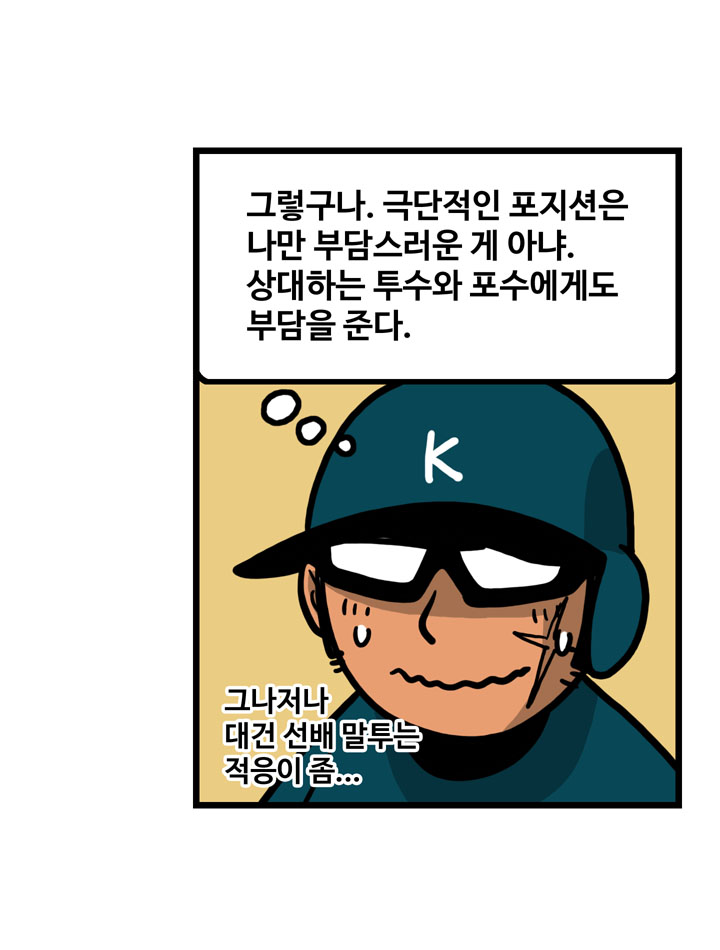 그렇구나. 극단적인 포지션은
나만 부담스러운 게 아냐.
상대하는 투수와 포수에게도
부담을 준다.
K
그나저나
대건 선배 말투는
적응이 좀...